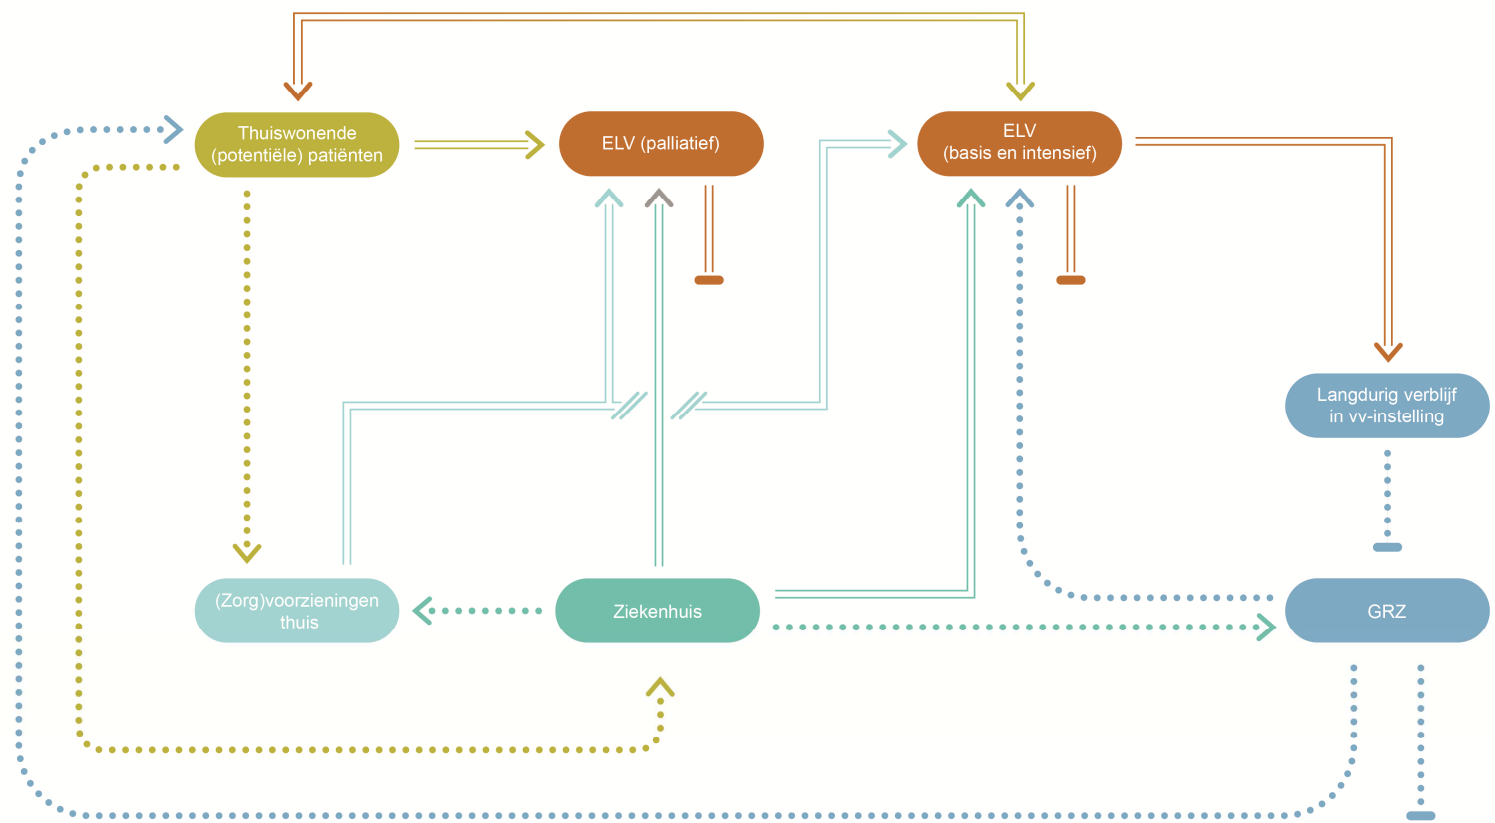 Thuiswonende
(potentiële) patiënten
ELV (palliatief)
ELV
(basis en intensief)
Langdurig verblijf
in vv-instelling
(Zorg)voorzieningen
thuis
Ziekenhuis
GRZ